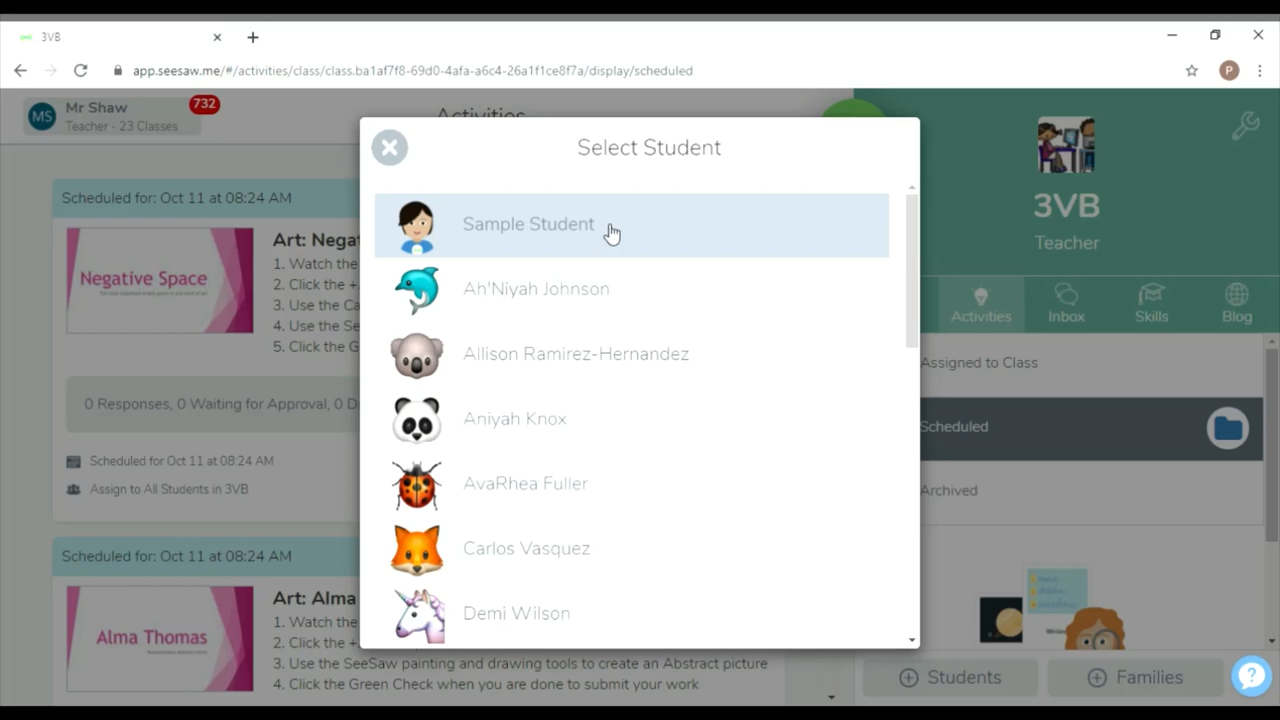 3VB
app.seesaw.me/#/activities/class/class.ba1af7f8-69d0-4afa-a6c4-26a1f1ce8f7a/display/scheduled
P
MS
Mr Shaw
732
Teacher - 23 Classes
Activities
Select Student
Sample Student
Ah'Niyah Johnson
Allison Ramirez-Hernandez
Aniyah Knox
AvaRhea Fuller
Carlos Vasquez
Demi Wilson
Scheduled for: Oct 11 at 08:24 AM
Negative Space
Art: Nega
1. Watch the
2. Click the +
3. Use the Ca
4. Use the Se
5. Click the G
0 Responses, 0 Waiting for Approval, 0 D
Scheduled for Oct 11 at 08:24 AM
Assign to All Students in 3VB
Scheduled for: Oct 11 at 08:24 AM
Alma Thomas
Art: Alma
1. Watch the
2. Click the +
3. Use the SeeSaw painting and drawing tools to create an Abstract picture
4. Click the Green Check when you are done to submit your work
3VB
Teacher
Activities
Inbox
Skills
Blog
Assigned to Class
Scheduled
Archived
Students
Families
?